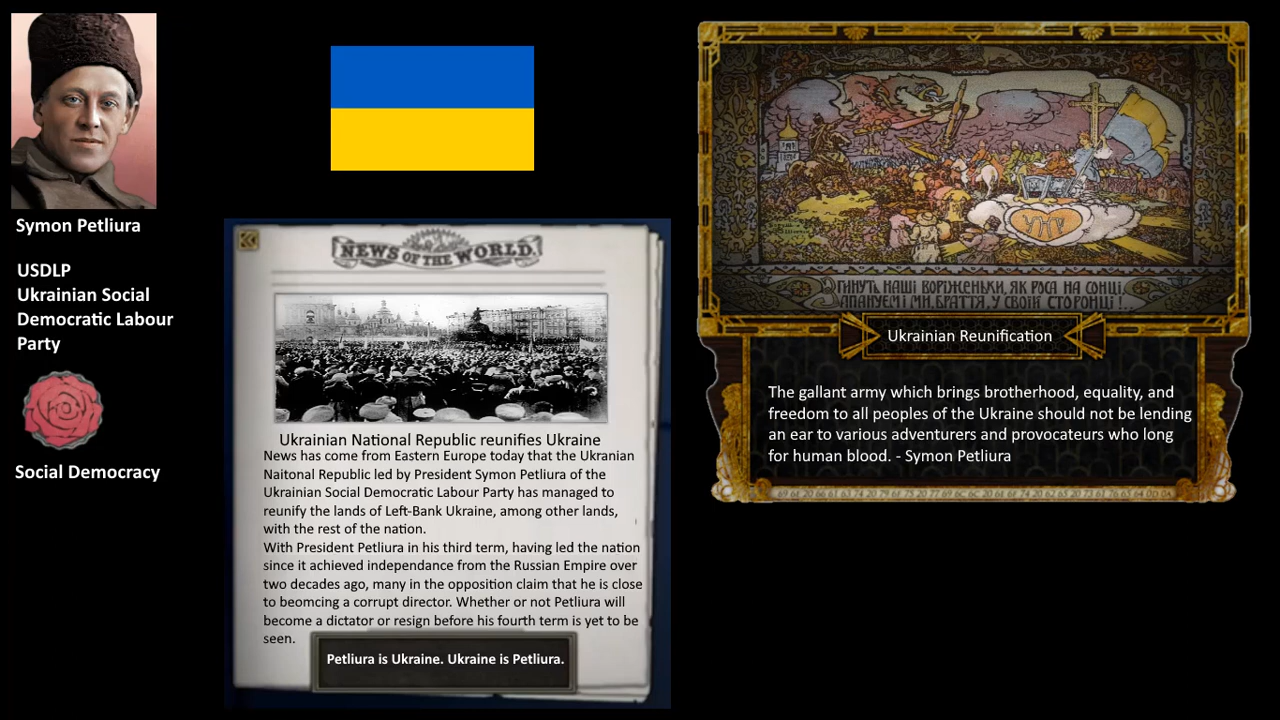 Symon Petliura
USDLP
Ukrainian Social
Democratic Labour
Party
Social Democracy
NEWS OF THE WORLD.
Ukrainian National Republic reunifies Ukraine
News has come from Eastern Europe today that the Ukranian
Naitonal Republic led by President Symon Petliura of the
Ukrainian Social Democratic Labour Party has managed to
reunify the lands of Left-Bank Ukraine, among other lands,
with the rest of the nation.
With President Petliura in his third term, having led the nation
since it achieved independance from the Russian Empire over
two decades ago, many in the opposition claim that he is close
to beomcing a corrupt director. Whether or not Petliura will
become a dictator or resign before his fourth term is yet to be
seen.
Petliura is Ukraine. Ukraine is Petliura.
УНР
ЗГИНУТЬ НАШІ ВОРІЖЕНЬКИ, ЯК РОСА НА СОНЦІ,
ЗАПАНУЄМ І МИ, БРАТТЯ, У СВОЇЙ СТОРОНЦІ!
Ukrainian Reunification
The gallant army which brings brotherhood, equality, and
freedom to all peoples of the Ukraine should not be lending
an ear to various adventurers and provocateurs who long
for human blood. - Symon Petliura